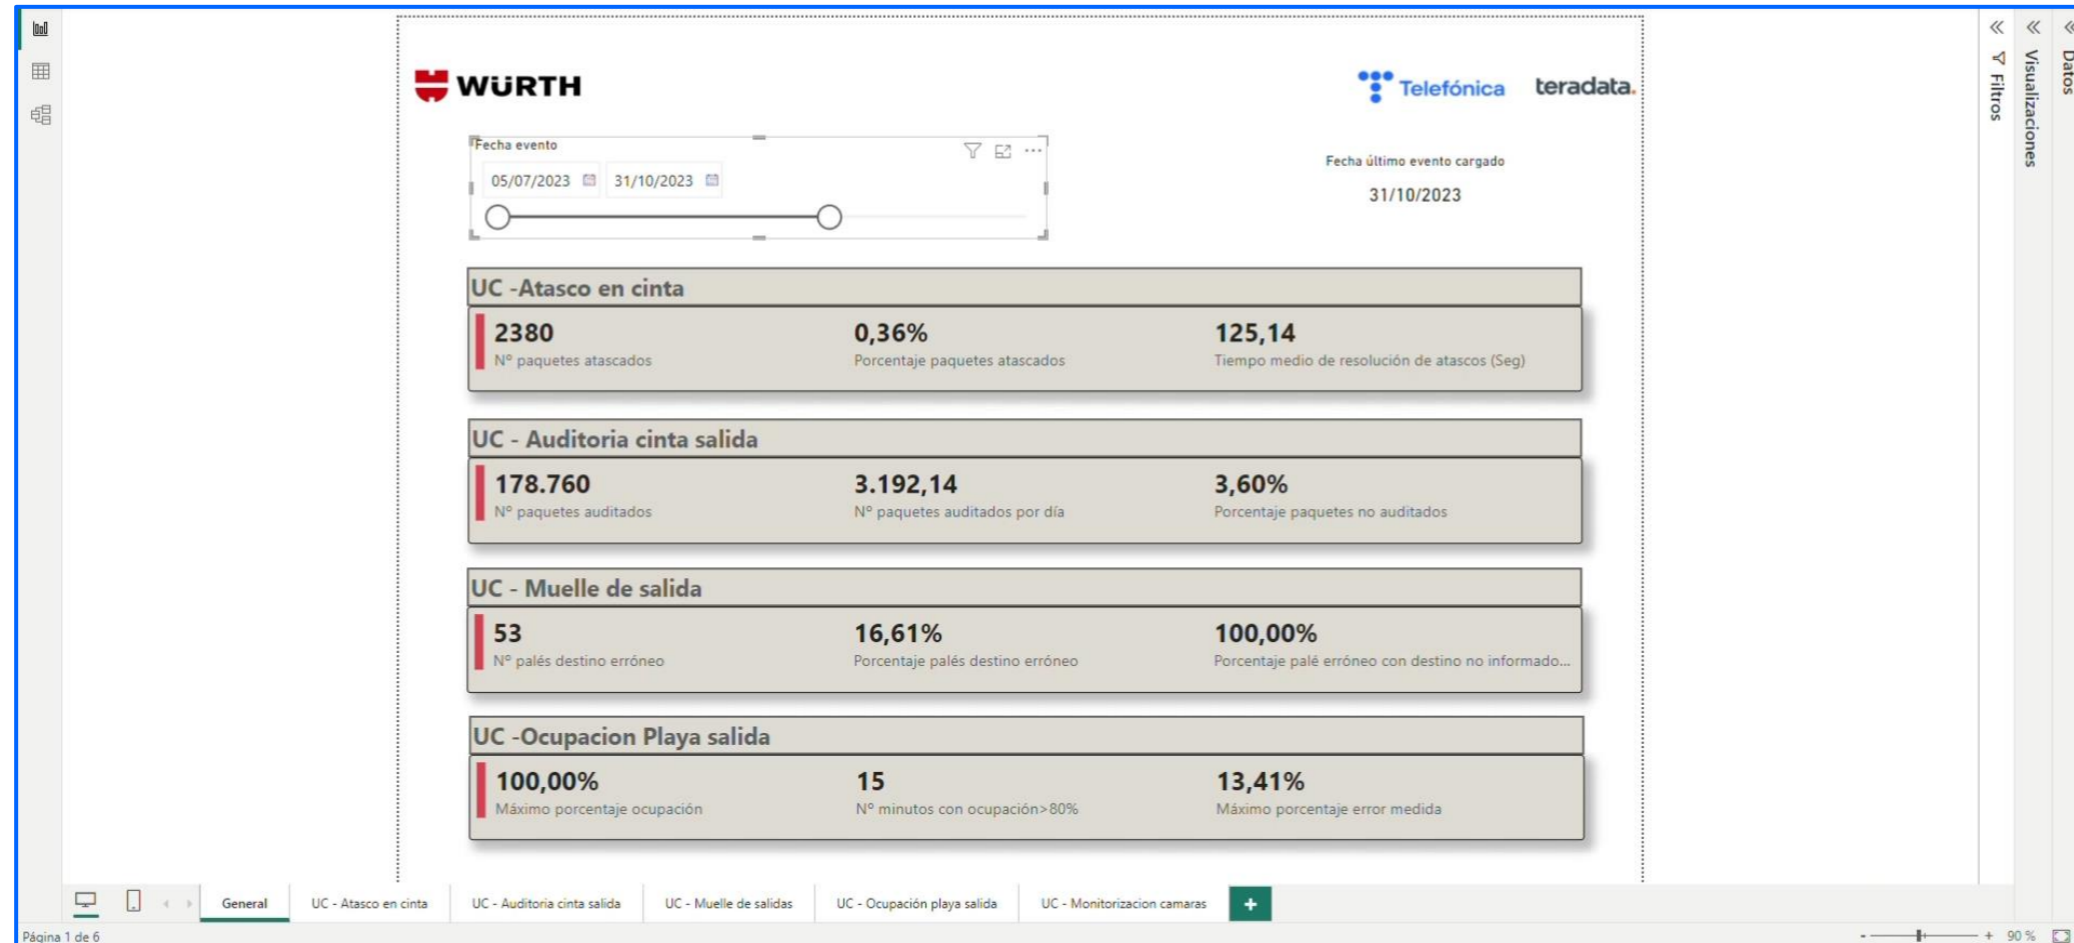 WÜRTH
Telefónica
teradata.
Fecha evento
05/07/2023
31/10/2023
Fecha último evento cargado
31/10/2023
UC -Atasco en cinta
2380
Nº paquetes atascados
0,36%
Porcentaje paquetes atascados
125,14
Tiempo medio de resolución de atascos (Seg)
UC - Auditoria cinta salida
178.760
Nº paquetes auditados
3.192,14
Nº paquetes auditados por día
3,60%
Porcentaje paquetes no auditados
UC - Muelle de salida
53
Nº palés destino erróneo
16,61%
Porcentaje palés destino erróneo
100,00%
Porcentaje palé erróneo con destino no informado...
UC -Ocupacion Playa salida
100,00%
Máximo porcentaje ocupación
15
Nº minutos con ocupación>80%
13,41%
Máximo porcentaje error medida
Filtros
Visualizaciones
Datos
General
UC - Atasco en cinta
UC - Auditoria cinta salida
UC - Muelle de salidas
UC - Ocupación playa salida
UC - Monitorizacion camaras
+
Página 1 de 6
- + 90 %